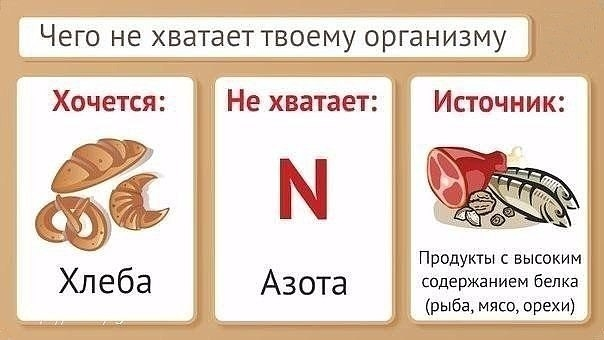 Чего не хватает твоему организму
Хочется:
Хлеба
Не хватает:
N
Азота
Источник:
Продукты с высоким
содержанием белка
(рыба, мясо, орехи)